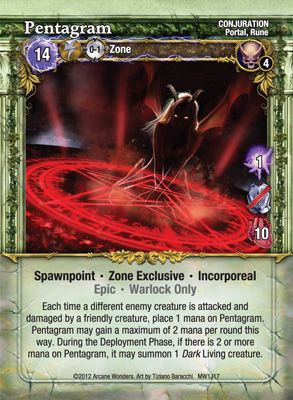 Pentagram
CONJURATION
Portal, Rune
14
0-1
Zone
4
1
10
Spawnpoint • Zone Exclusive • Incorporeal
Epic • Warlock Only
Each time a different enemy creature is attacked and
damaged by a friendly creature, place 1 mana on Pentagram.
Pentagram may gain a maximum of 2 mana per round this
way. During the Deployment Phase, if there is 2 or more
mana on Pentagram, it may summon 1 Dark Living creature.
©2012 Arcane Wonders. Art by Tiziano Baracchi. MW1J17